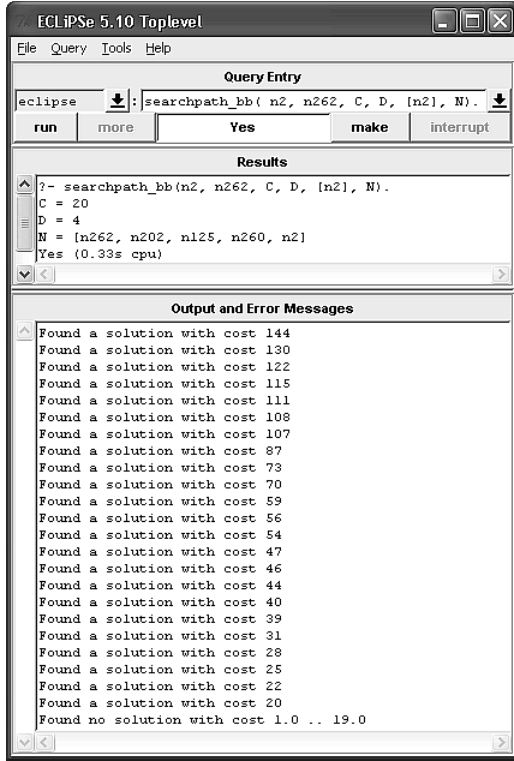 ECLiPSe 5.10 Toplevel
File Query Tools Help
Query Entry
eclipse : searchpath_bb( n2, n262, C, D, [n2], N).
run more Yes make interrupt
Results
?- searchpath_bb(n2, n262, C, D, [n2], N).
C = 20
D = 4
N = [n262, n202, n125, n260, n2]
Yes (0.33s cpu)
Output and Error Messages
Found a solution with cost 144
Found a solution with cost 130
Found a solution with cost 122
Found a solution with cost 115
Found a solution with cost 111
Found a solution with cost 108
Found a solution with cost 107
Found a solution with cost 87
Found a solution with cost 73
Found a solution with cost 70
Found a solution with cost 59
Found a solution with cost 56
Found a solution with cost 54
Found a solution with cost 47
Found a solution with cost 46
Found a solution with cost 44
Found a solution with cost 40
Found a solution with cost 39
Found a solution with cost 31
Found a solution with cost 28
Found a solution with cost 25
Found a solution with cost 22
Found a solution with cost 20
Found no solution with cost 1.0 .. 19.0